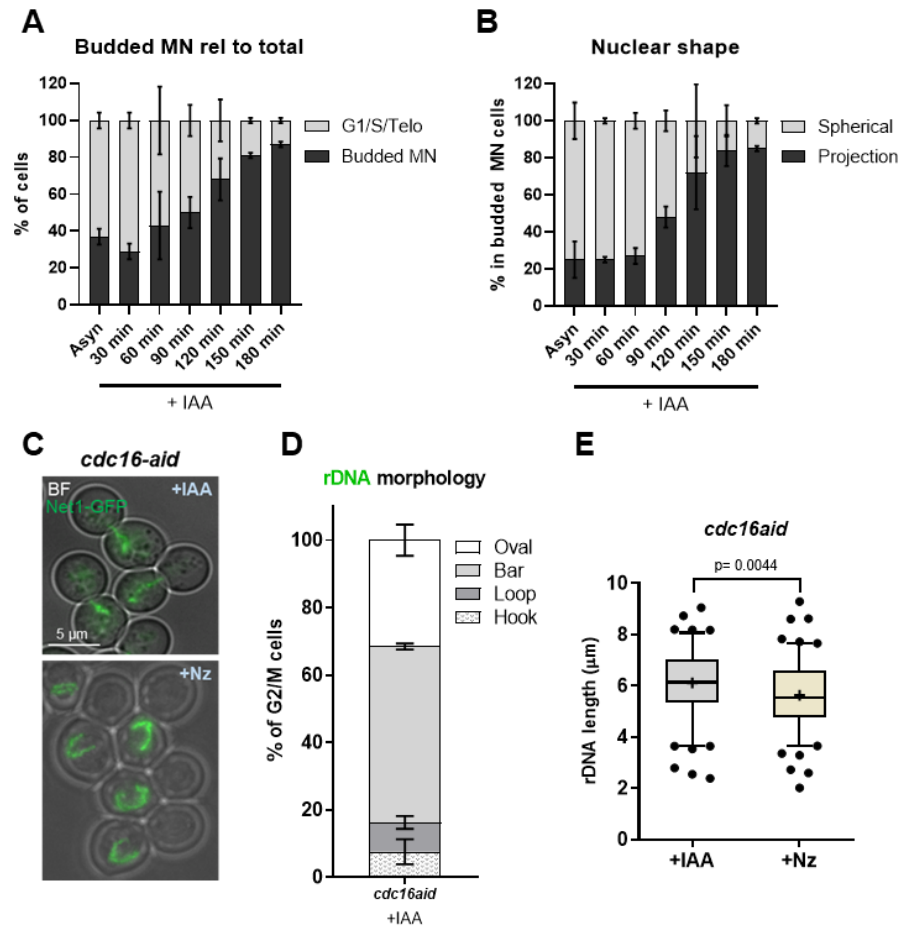 A
Budded MN rel to total
% of cells
120
100
80
60
40
20
0
G1/S/Telo
Budded MN
Asyn
30 min
60 min
90 min
120 min
150 min
180 min
+ IAA
B
Nuclear shape
% in budded MN cells
120
100
80
60
40
20
0
Spherical
Projection
Asyn
30 min
60 min
90 min
120 min
150 min
180 min
+ IAA
C
cdc16-aid
BF
+IAA
Net1-GFP
5 µm
+Nz
D
rDNA morphology
% of G2/M cells
100
80
60
40
20
0
Oval
Bar
Loop
Hook
cdc16aid
+IAA
E
cdc16aid
p= 0.0044
rDNA length (µm)
10
8
6
4
2
0
+IAA
+Nz